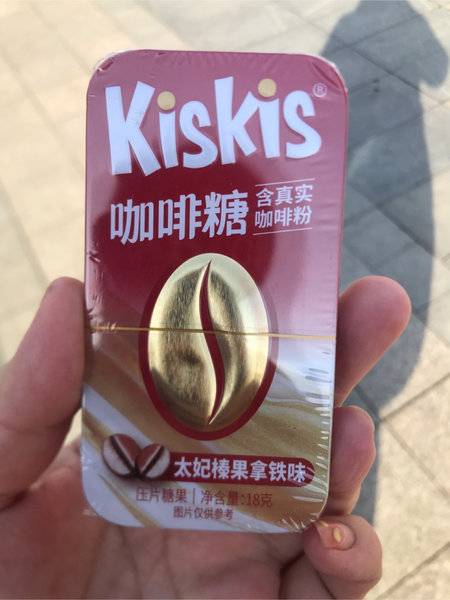 Kiskis®
咖啡糖
含真实
咖啡粉
太妃榛果拿铁味
压片糖果 | 净含量:18克
图片仅供参考